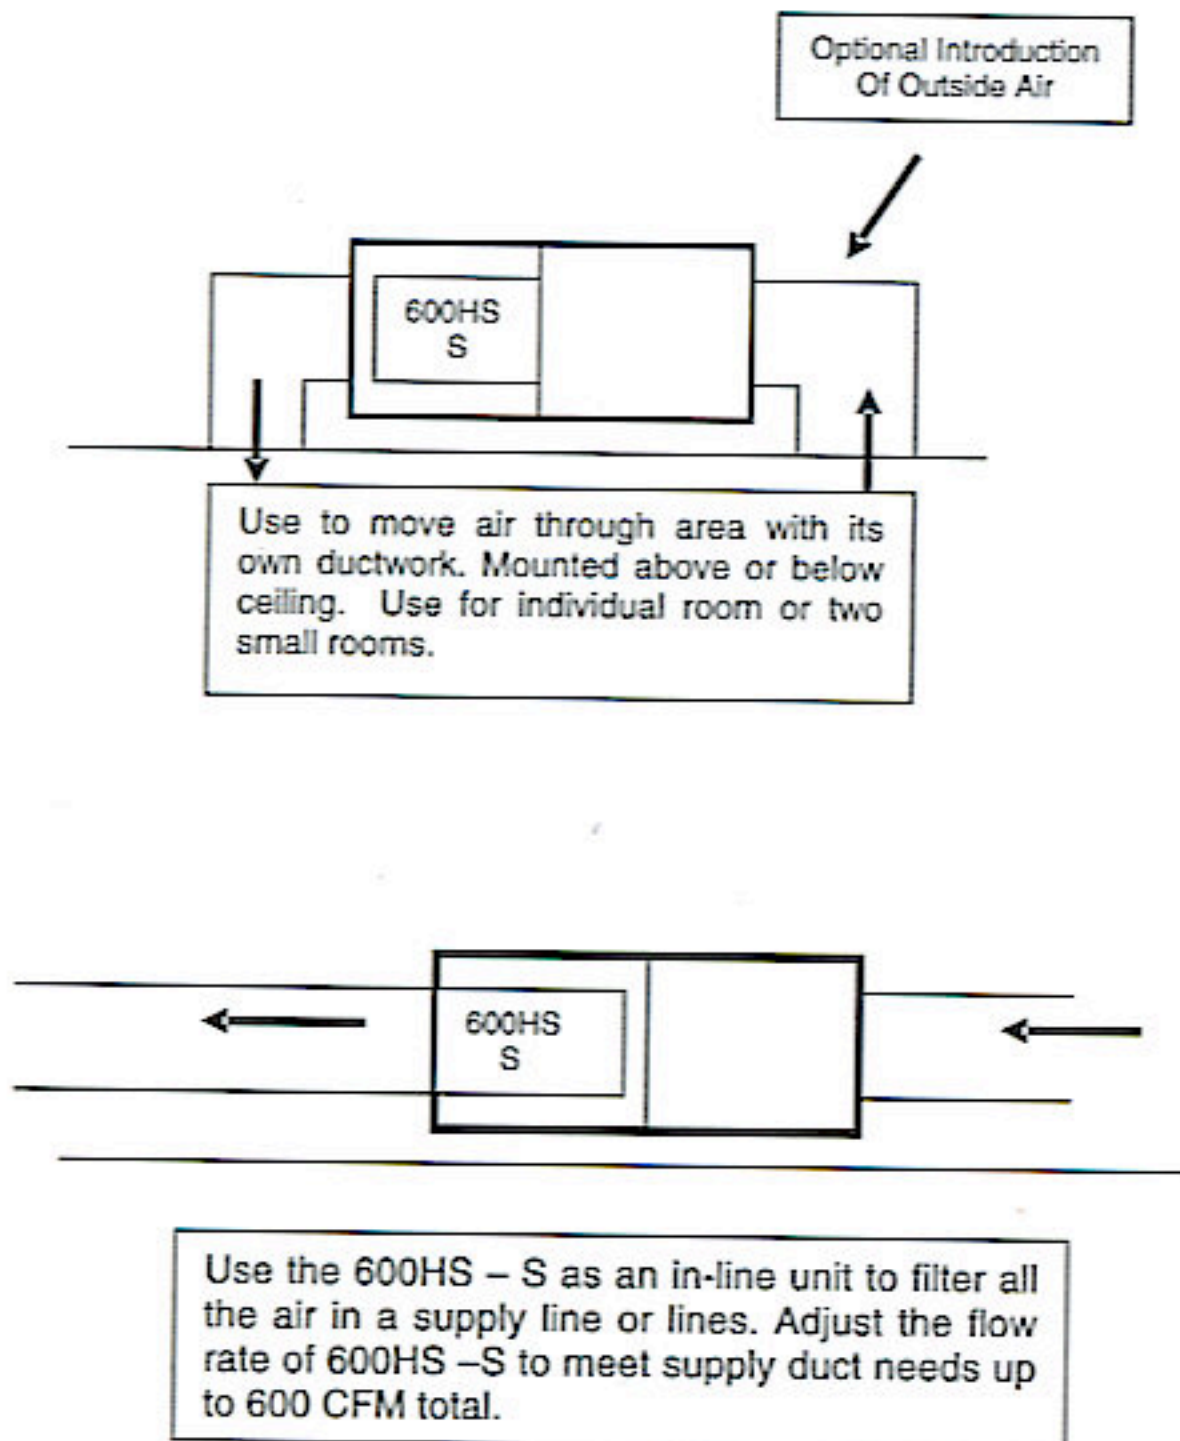 Optional Introduction
Of Outside Air
600HS
S
Use to move air through area with its
own ductwork. Mounted above or below
ceiling. Use for individual room or two
small rooms.
600HS
S
Use the 600HS – S as an in-line unit to filter all
the air in a supply line or lines. Adjust the flow
rate of 600HS –S to meet supply duct needs up
to 600 CFM total.